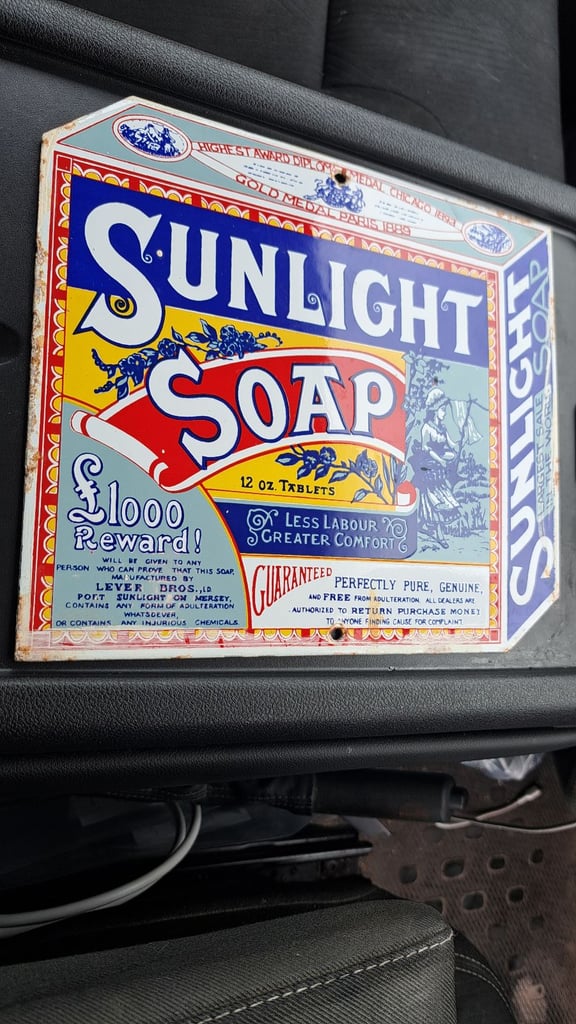 HIGHEST AWARD DIPLOMA MEDAL CHICAGO 1893
GOLD MEDAL PARIS 1889
SUNLIGHT
SOAP
12 OZ. TABLETS
£1000
Reward!
WILL BE GIVEN TO ANY
PERSON WHO CAN PROVE THAT THIS SOAP,
MANUFACTURED BY
LEVER BROS., LD
PORT SUNLIGHT ON MERSEY,
CONTAINS ANY FORM OF ADULTERATION
WHATSOEVER,
OR CONTAINS ANY INJURIOUS CHEMICALS
LESS LABOUR
GREATER COMFORT
GUARANTEED
PERFECTLY PURE, GENUINE,
AND FREE FROM ADULTERATION. ALL DEALERS ARE
AUTHORIZED TO RETURN PURCHASE MONEY
TO ANYONE FINDING CAUSE FOR COMPLAINT
SUNLIGHT
SOAP
LARGEST SALE